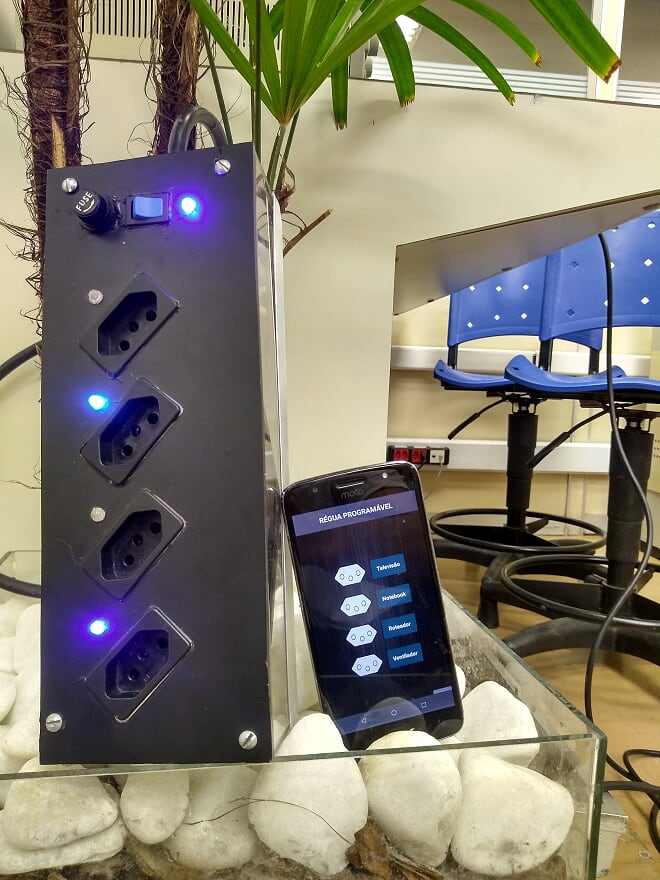 FUSE
moto
RÉGUA PROGRAMÁVEL
Televisão
Notebook
Roteador
Ventilador